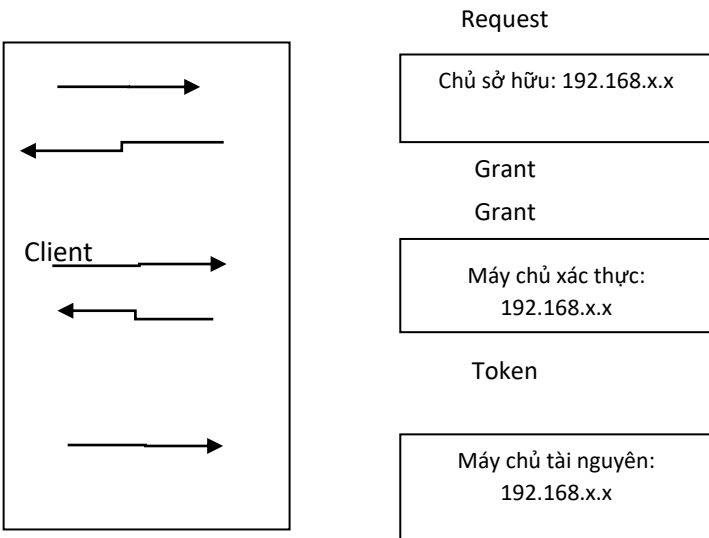 Request
Chủ sở hữu: 192.168.x.x
Grant
Grant
Client
Máy chủ xác thực:
192.168.x.x
Token
Máy chủ tài nguyên:
192.168.x.x